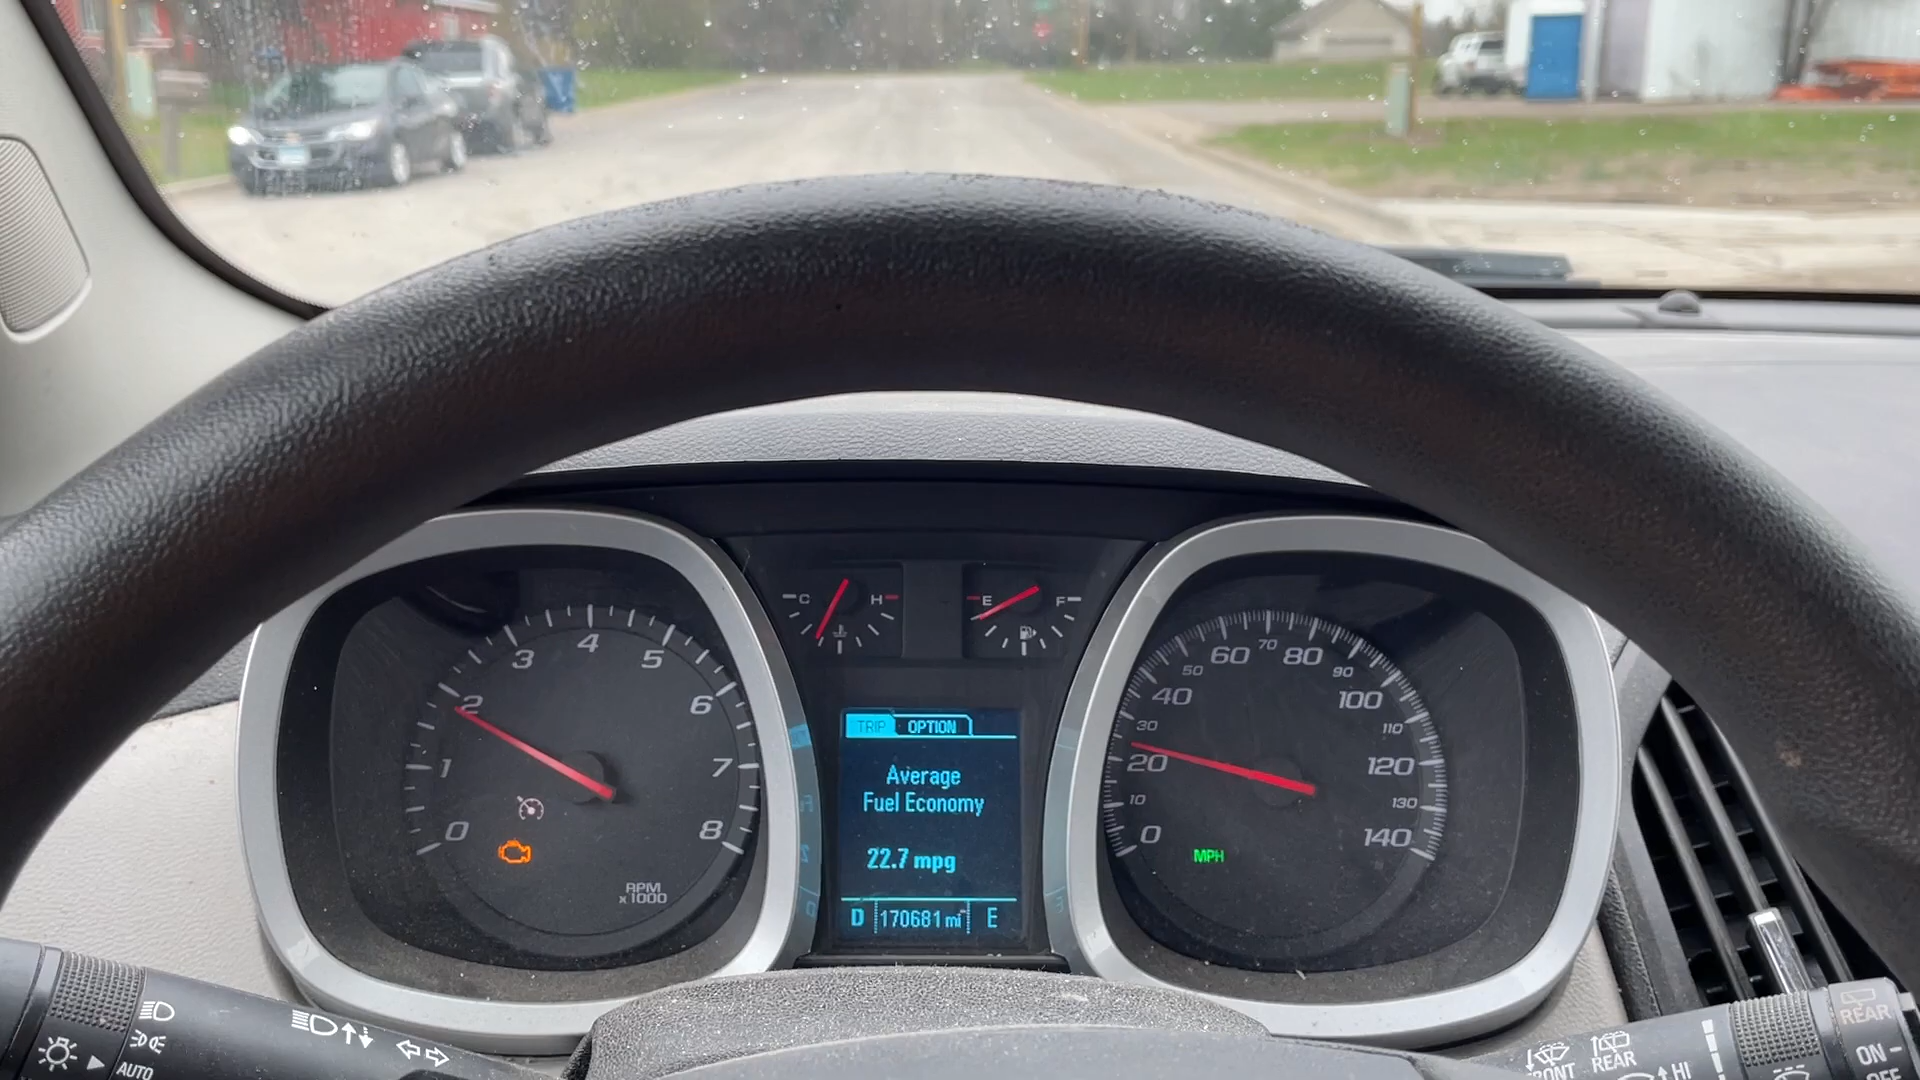 C H
E F
0 1 2 3 4 5 6 7 8
RPM
x1000
TRIP OPTION
Average
Fuel Economy
22.7 mpg
D 170681 mi E
0 10 20 30 40 50 60 70 80 90 100 110 120 130 140
MPH
AUTO
FRONT
REAR
HI
REAR
ON
OFF